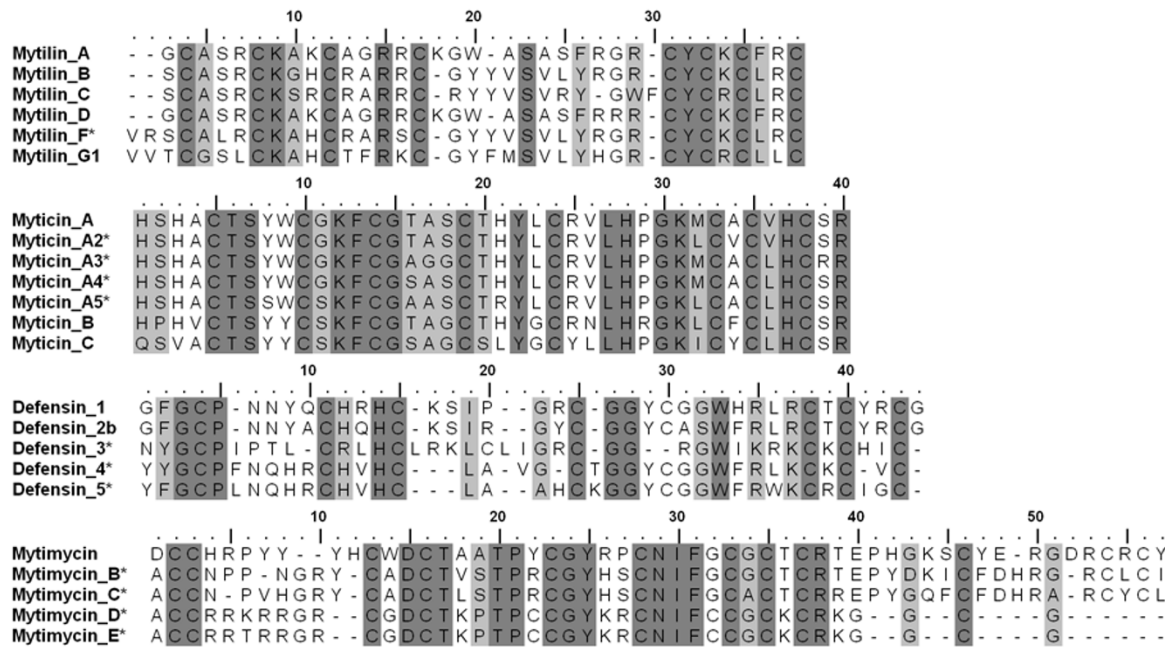 10 20 30
Mytilin_A --GCASRCKAKCAGRRCKGW-ASASFRGR-CYCKCFRC
Mytilin_B --SCASRCKGHCRARRC-GYYVSVLYRGR-CYCKCLRC
Mytilin_C --SCASRCKSRCRARRC-RYYVSVRY-GWFCYCRCLRC
Mytilin_D --GCASRCKAKCAGRRCKGW-ASASFRRR-CYCKCFRC
Mytilin_F* VRSCALRCKAHCRARSC-GYYVSVLYRGR-CYCKCLRC
Mytilin_G1 VVTCGSLCKAHCTFRKC-GYFMSVLYHGR-CYCRCLLC
10 20 30 40
Myticin_A HSHACTSYWCGKFCGTASCTHYLCRVLHPGKMCACVHCSR
Myticin_A2* HSHACTSYWCGKFCGTASCTHYLCRVLHPGKLCVCVHCSR
Myticin_A3* HSHACTSYWCGKFCGAGGCTHYLCRVLHPGKMCACLHCRR
Myticin_A4* HSHACTSYWCGKFCGSASCTHYLCRVLHPGKMCACLHCSR
Myticin_A5* HSHACTSSWCSKFCGAASCTRYLCRVLHPGKLCACLHCSR
Myticin_B HPHVCTSYYCSKFCGTAGCTHYGCRNLHRGKLCFCLHCSR
Myticin_C QSVACTSYYCSKFCGSAGCSLYGCYLLHPGKICYCLHCSR
10 20 30 40
Defensin_1 GFGCP-NNYQCHRHC-KSIP--GRC-GGYCGGWHRLRCTCYRCG
Defensin_2b GFGCP-NNYACHQHC-KSIR--GYC-GGYCASWFRLRCTCYRCG
Defensin_3* NYGCPIPTL-CRLHCLRKLCLIGRC-GG--RGWIKRKCKCHIC-
Defensin_4* YYGCPFNQHRCHVHC---LA-VG-CTGGYCGGWFRLKCKC-VC-
Defensin_5* YFGCPLNQHRCHVHC---LA--AHCKGGYCGGWFRWKCRCIGC-
10 20 30 40 50
Mytimycin DCCHRPYY--YHCWDCTAATPYCGYRPCNIFGCGCTCRTEPHGKSCYE-RGDRCRCY
Mytimycin_B* ACCNPP-NGRY-CADCTVSTPRCGYHSCNIFGCGCTCRTEPYDKICFDHRG-RCLCI
Mytimycin_C* ACCN-PVHGRY-CADCTLSTPRCGYHSCNIFGCACTCRREPYGQFCFDHRA-RCYCL
Mytimycin_D* ACCRRKRRGR--CGDCTKPTPCCGYKRCNIFGCGCKCRKG--G--C----G------
Mytimycin_E* ACCRRTRRGR--CGDCTKPTPCCGYKRCNIFCCGCKCRKG--G--C----G------